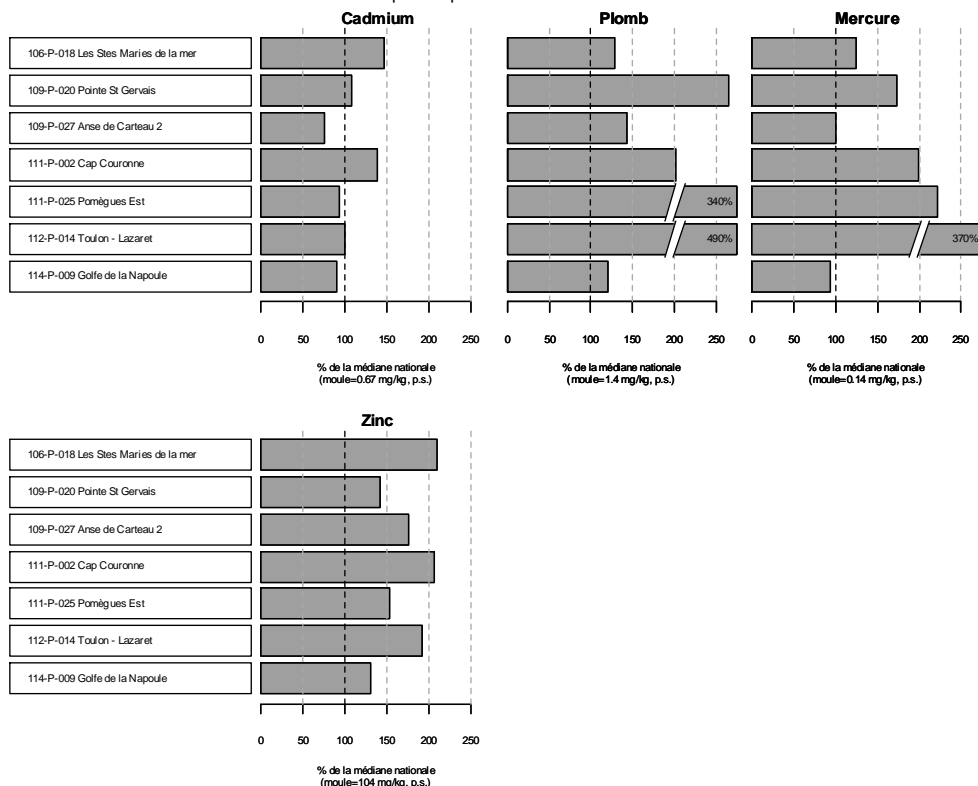 Cadmium Plomb Mercure
106-P-018 Les Stes Maries de la mer
109-P-020 Pointe St Gervais
109-P-027 Anse de Carteau 2
111-P-002 Cap Couronne
111-P-025 Pomègues Est 340%
112-P-014 Toulon - Lazaret 490% 370%
114-P-009 Golfe de la Napoule
0 50 100 150 200 250 0 50 100 150 200 250 0 50 100 150 200 250
% de la médiane nationale % de la médiane nationale % de la médiane nationale
(moule=0.67 mg/kg, p.s.) (moule=1.4 mg/kg, p.s.) (moule=0.14 mg/kg, p.s.)
Zinc
106-P-018 Les Stes Maries de la mer
109-P-020 Pointe St Gervais
109-P-027 Anse de Carteau 2
111-P-002 Cap Couronne
111-P-025 Pomègues Est
112-P-014 Toulon - Lazaret
114-P-009 Golfe de la Napoule
0 50 100 150 200 250
% de la médiane nationale
(moule=104 mg/kg, p.s.)